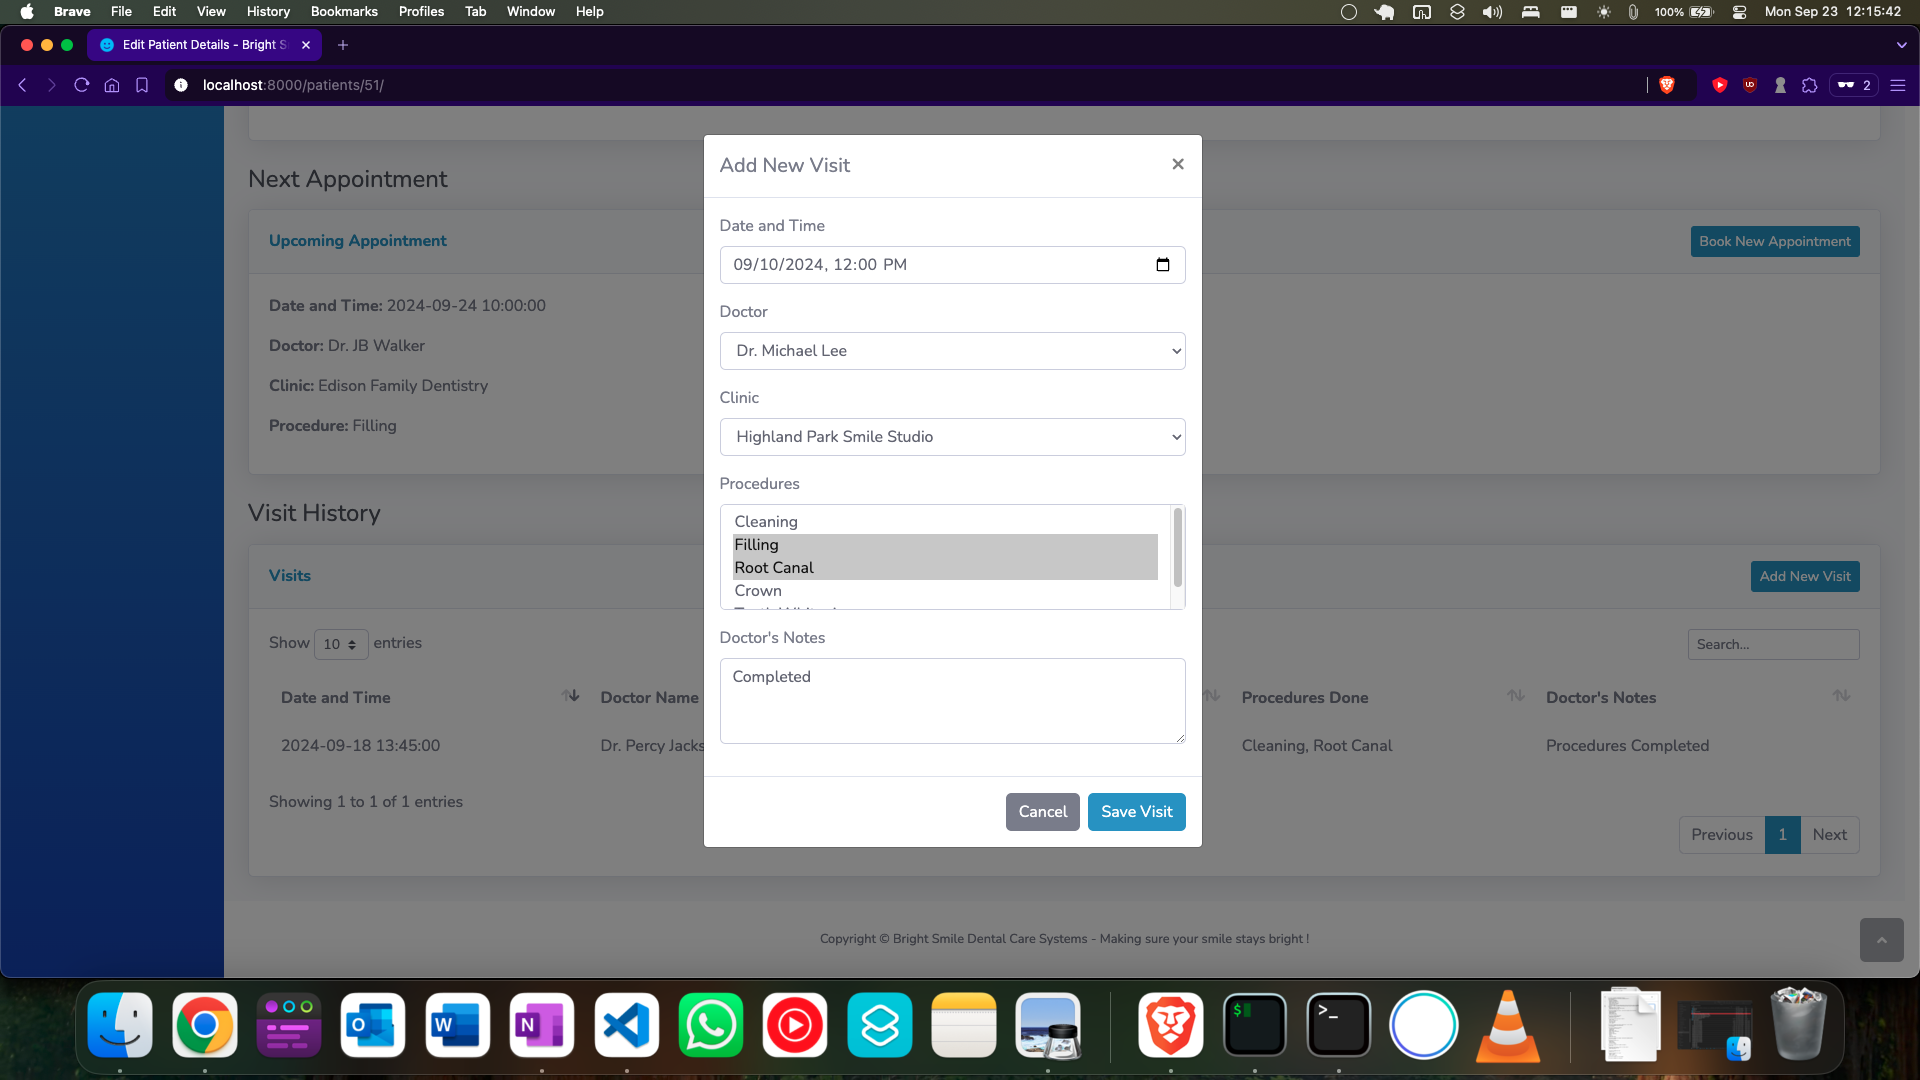 Brave File Edit View History Bookmarks Profiles Tab Window Help 100% Mon Sep 23 12:15:42
Edit Patient Details - Bright S
localhost:8000/patients/51/ 2
Next Appointment
Upcoming Appointment Book New Appointment
Date and Time: 2024-09-24 10:00:00
Doctor: Dr. JB Walker
Clinic: Edison Family Dentistry
Procedure: Filling
Visit History
Visits Add New Visit
Show 10 entries Search...
Date and Time Doctor Name Procedures Done Doctor's Notes
2024-09-18 13:45:00 Dr. Percy Jacks Cleaning, Root Canal Procedures Completed
Showing 1 to 1 of 1 entries
Previous 1 Next
Add New Visit ×
Date and Time
09/10/2024, 12:00 PM
Doctor
Dr. Michael Lee
Clinic
Highland Park Smile Studio
Procedures
Cleaning
Filling
Root Canal
Crown
Doctor's Notes
Completed
Cancel Save Visit
Copyright © Bright Smile Dental Care Systems - Making sure your smile stays bright !